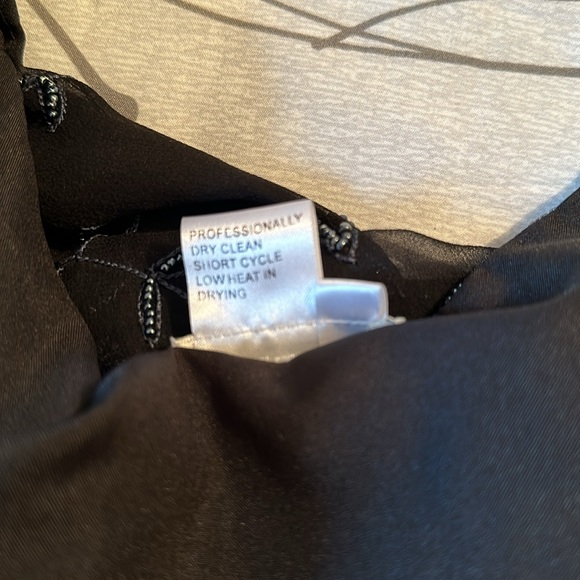 PROFESSIONALLY
DRY CLEAN
SHORT CYCLE
LOW HEAT IN
DRYING